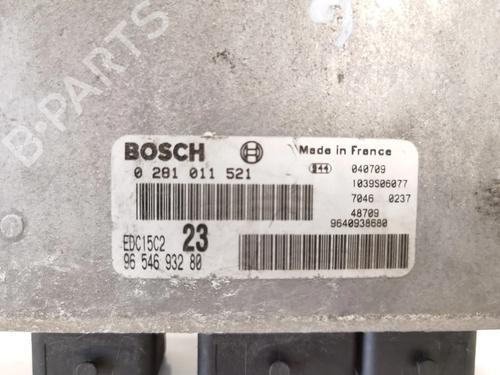 B-PARTS
BOSCH
Made in France
0 281 011 521
040709
1039S06077
7046 0237
48709
9640938680
EDC15C2 23
96 546 932 80